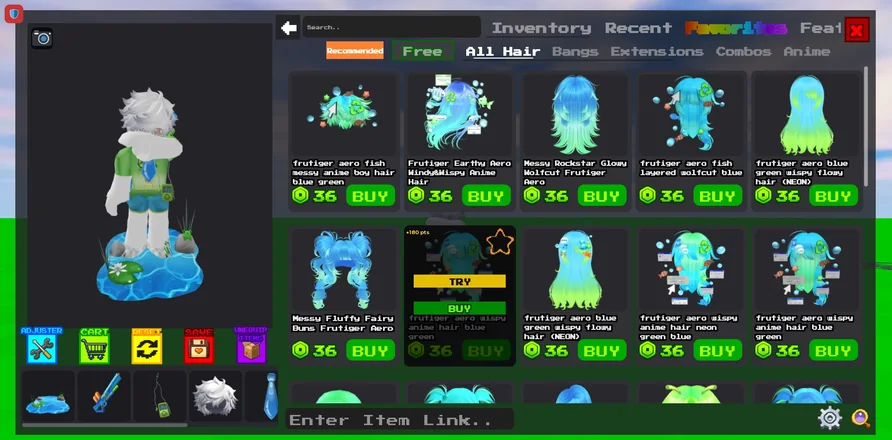 Search..
Inventory Recent Favorites Feat
Recommended Free All Hair Bangs Extensions Combos Anime
frutiger aero fish
messy anime boy hair
blue green
36 BUY
Frutiger Earthy Aero
Windy&Wispy Anime
Hair
36 BUY
Messy Rockstar Glowy
Wolfcut Frutiger
Aero
36 BUY
frutiger aero fish
layered wolfcut blue
36 BUY
frutiger aero blue
green wispy flowy
hair (NEON)
36 BUY
Messy Fluffy Fairy
Buns Frutiger Aero
36 BUY
+180 pts
TRY
BUY
frutiger aero wispy
anime hair blue
green
36 BUY
frutiger aero blue
green wispy flowy
hair (NEON)
36 BUY
frutiger aero wispy
anime hair neon
green blue
36 BUY
frutiger aero wispy
anime hair blue
green
36 BUY
ADJUSTER CART RESET SAVE
ITEMS
Enter Item Link..